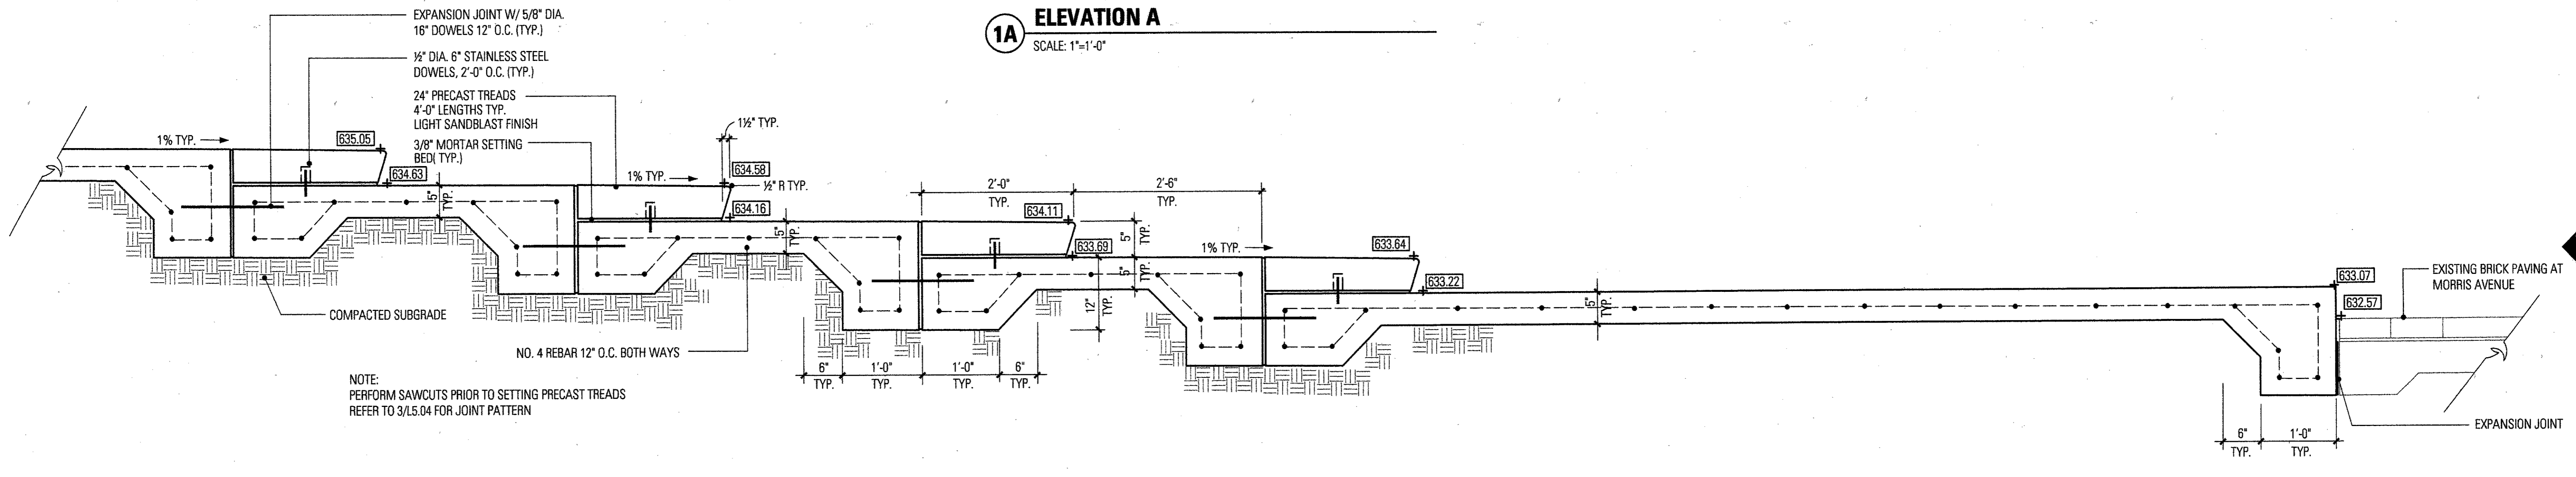 EXPANSION JOINT W/ 5/8" DIA.
16" DOWELS 12" O.C. (TYP.)
½" DIA. 6" STAINLESS STEEL
DOWELS, 2'-0" O.C. (TYP.)
24" PRECAST TREADS
4'-0" LENGTHS TYP.
LIGHT SANDBLAST FINISH
3/8" MORTAR SETTING
BED( TYP.)
1A
ELEVATION A
SCALE: 1"=1'-0"
1½" TYP.
1% TYP.
635.05
634.63
5"
TYP.
1% TYP.
634.58
½" R TYP.
634.16
5"
TYP.
2'-0"
TYP.
2'-6"
TYP.
634.11
633.69
5"
TYP.
5"
TYP.
12"
TYP.
1% TYP.
633.64
633.22
5"
TYP.
633.07
632.57
EXISTING BRICK PAVING AT
MORRIS AVENUE
COMPACTED SUBGRADE
NO. 4 REBAR 12" O.C. BOTH WAYS
6"
TYP.
1'-0"
TYP.
1'-0"
TYP.
6"
TYP.
NOTE:
PERFORM SAWCUTS PRIOR TO SETTING PRECAST TREADS
REFER TO 3/L5.04 FOR JOINT PATTERN
6"
TYP.
1'-0"
TYP.
EXPANSION JOINT